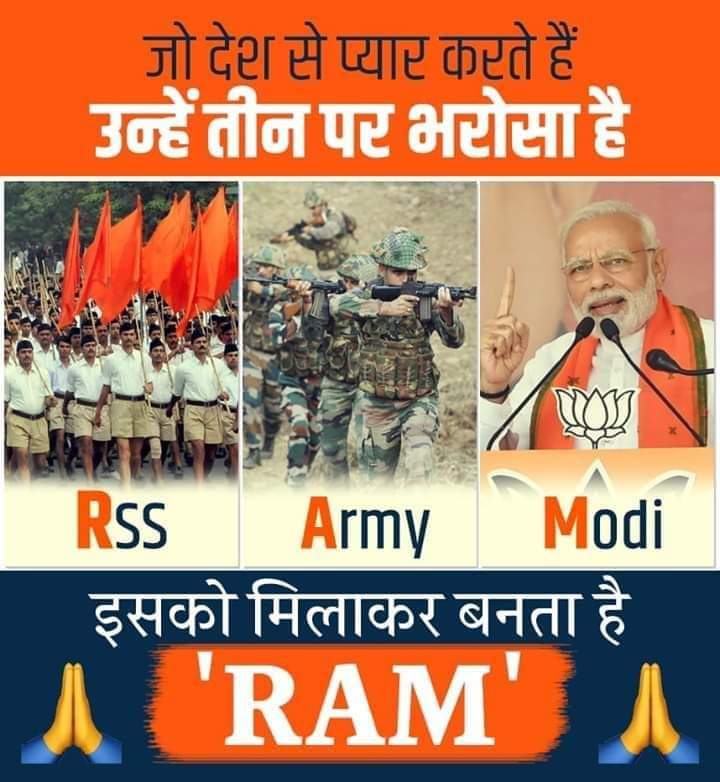 जो देश से प्यार करते हैं
उन्हें तीन पर भरोसा है
RSS
Army
Modi
इसको मिलाकर बनता है
'RAM'